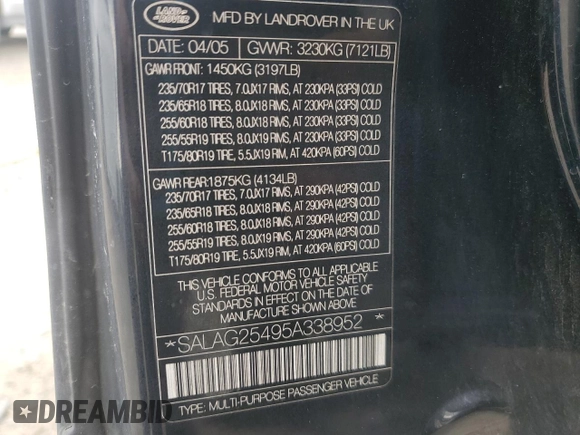 LAND
ROVER
MFD BY LANDROVER IN THE UK
DATE: 04/05 GVWR: 3230KG (7121LB)
GAWR FRONT: 1450KG (3197LB)
235/70R17 TIRES, 7.0JX17 RIMS, AT 230KPA (33PSI) COLD
235/65R18 TIRES, 8.0JX18 RIMS, AT 230KPA (33PSI) COLD
255/60R18 TIRES, 8.0JX18 RIMS, AT 230KPA (33PSI) COLD
255/55R19 TIRES, 8.0JX19 RIMS, AT 230KPA (33PSI) COLD
T175/80R19 TIRE, 5.5JX19 RIM, AT 420KPA (60PSI) COLD
GAWR REAR:1875KG (4134LB)
235/70R17 TIRES, 7.0JX17 RIMS, AT 290KPA (42PSI) COLD
235/65R18 TIRES, 8.0JX18 RIMS, AT 290KPA (42PSI) COLD
255/60R18 TIRES, 8.0JX18 RIMS, AT 290KPA (42PSI) COLD
255/55R19 TIRES, 8.0JX19 RIMS, AT 290KPA (42PSI) COLD
T175/80R19 TIRE, 5.5JX19 RIM, AT 420KPA (60PSI) COLD
THIS VEHICLE CONFORMS TO ALL APPLICABLE
U.S. FEDERAL MOTOR VEHICLE SAFETY
STANDARDS IN EFFECT ON THE DATE OF
MANUFACTURE SHOWN ABOVE
*SALAG25495A338952*
TYPE: MULTI-PURPOSE PASSENGER VEHICLE
DREAMBID